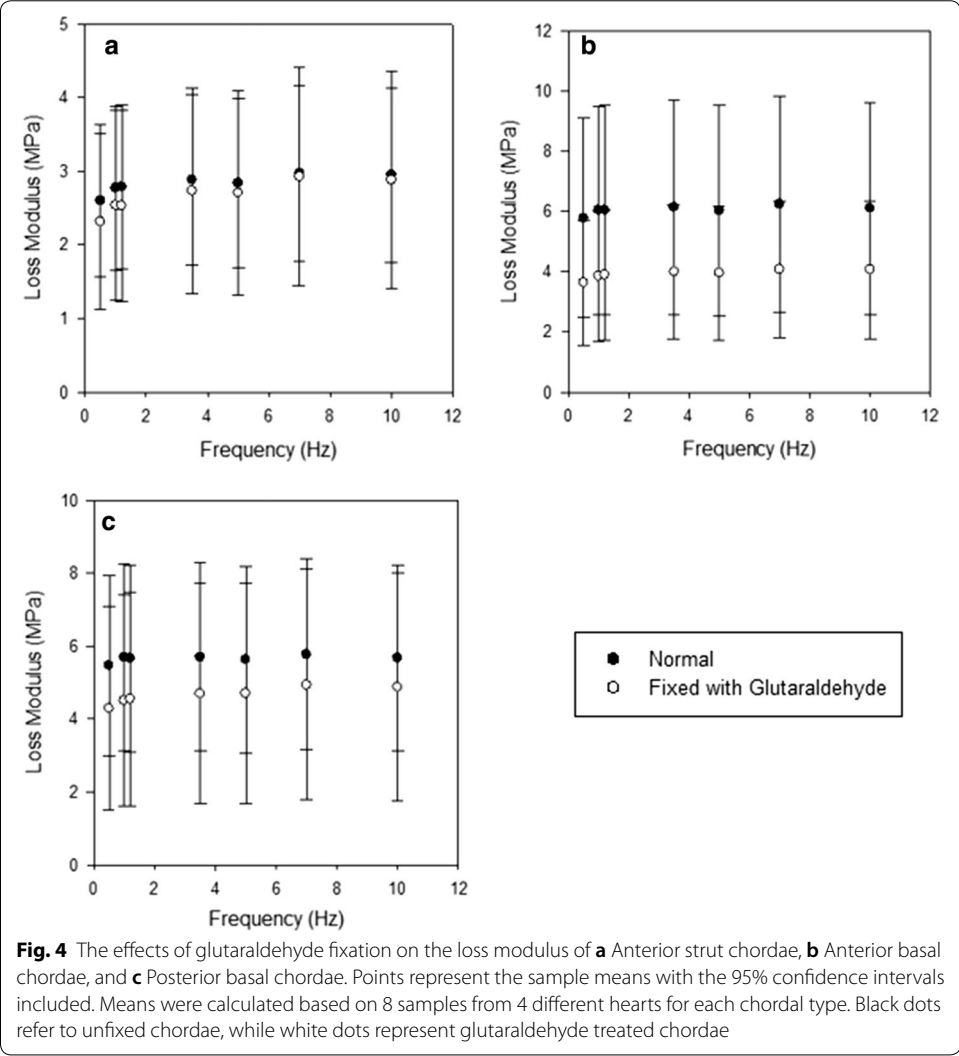 a
5
4
3
2
1
0
Loss Modulus (MPa)
0 2 4 6 8 10 12
Frequency (Hz)
b
12
10
8
6
4
2
0
Loss Modulus (MPa)
0 2 4 6 8 10 12
Frequency (Hz)
c
10
8
6
4
2
0
Loss Modulus (MPa)
0 2 4 6 8 10 12
Frequency (Hz)
Normal
Fixed with Glutaraldehyde
Fig. 4 The effects of glutaraldehyde fixation on the loss modulus of a Anterior strut chordae, b Anterior basal
chordae, and c Posterior basal chordae. Points represent the sample means with the 95% confidence intervals
included. Means were calculated based on 8 samples from 4 different hearts for each chordal type. Black dots
refer to unfixed chordae, while white dots represent glutaraldehyde treated chordae